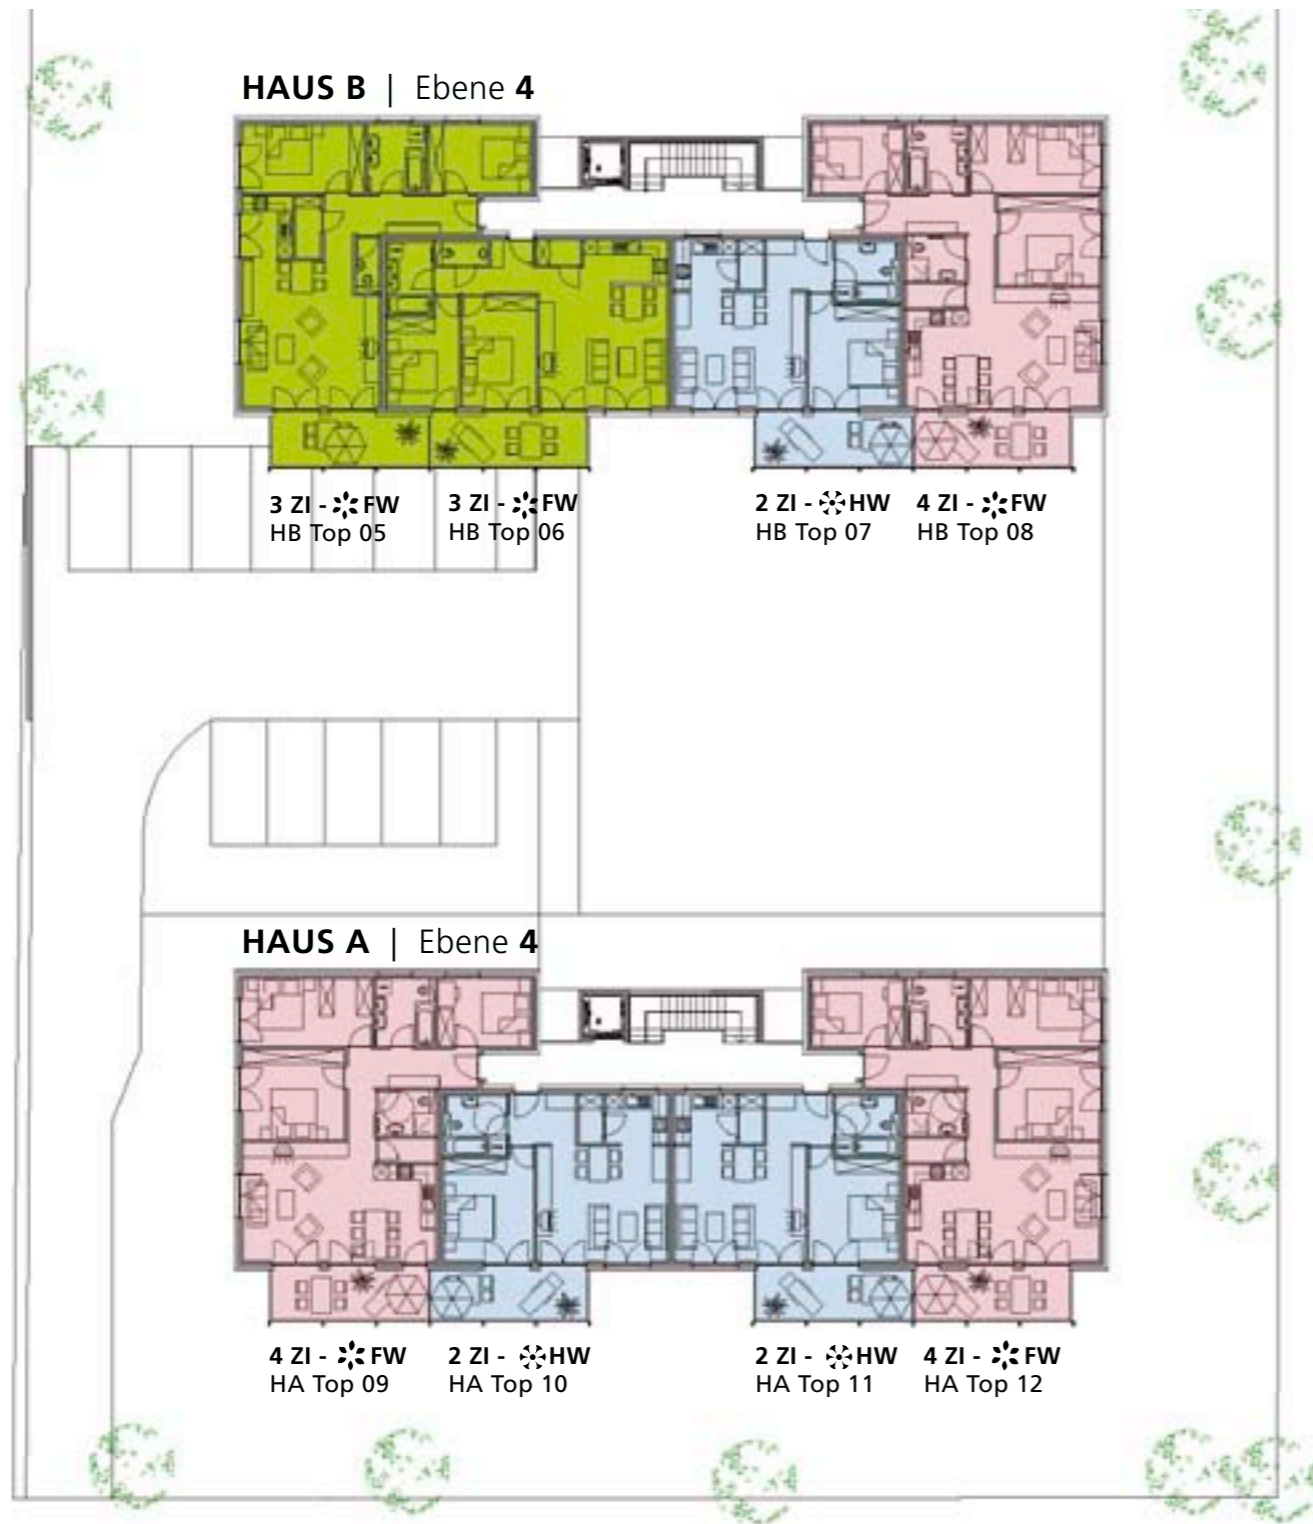 HAUS B | Ebene 4
3 ZI - FW
HB Top 05
3 ZI - FW
HB Top 06
2 ZI - HW
HB Top 07
4 ZI - FW
HB Top 08
HAUS A | Ebene 4
4 ZI - FW
HA Top 09
2 ZI - HW
HA Top 10
2 ZI - HW
HA Top 11
4 ZI - FW
HA Top 12